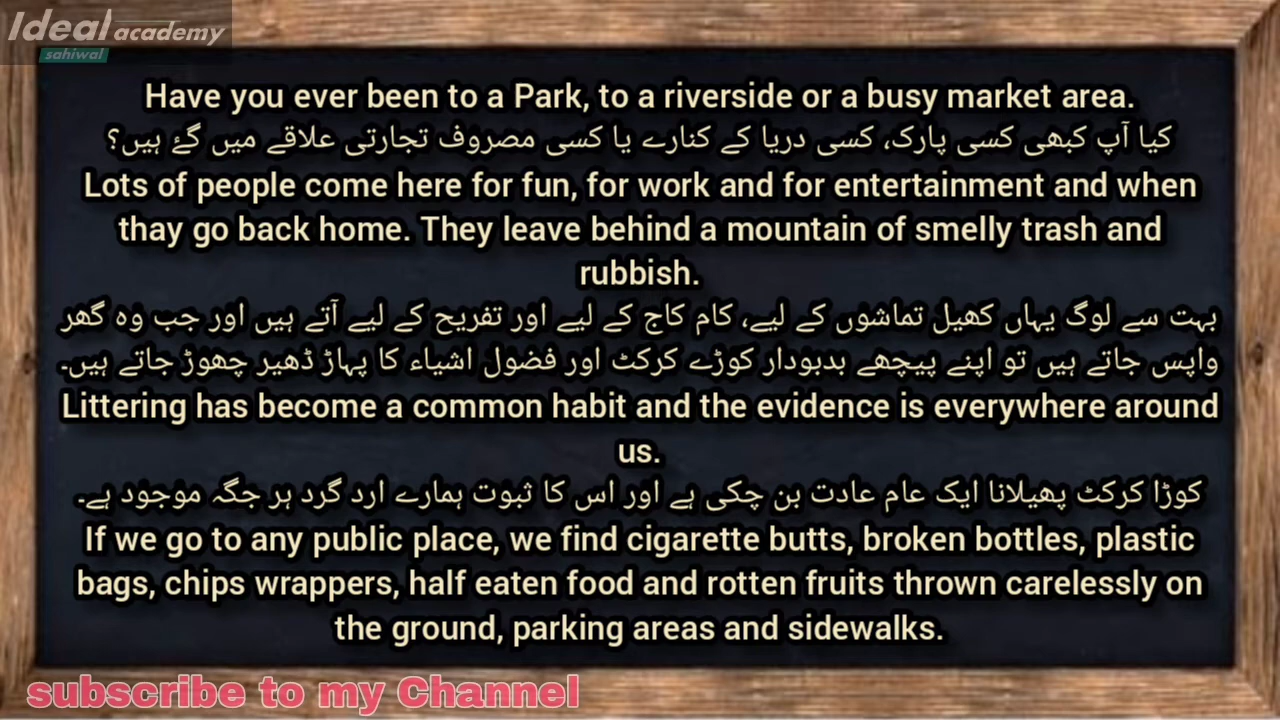 Ideal academy
sahiwal
Have you ever been to a Park, to a riverside or a busy market area.
کیا آپ کبھی کسی پارک، کسی دریا کے کنارے یا کسی مصروف تجارتی علاقے میں گۓ ہیں؟
Lots of people come here for fun, for work and for entertainment and when
thay go back home. They leave behind a mountain of smelly trash and
rubbish.
بہت سے لوگ یہاں کھیل تماشوں کے لیے، کام کاج کے لیے اور تفریح کے لیے آتے ہیں اور جب وہ گھر
واپس جاتے ہیں تو اپنے پیچھے بدبودار کوڑے کرکٹ اور فضول اشیاء کا پہاڑ ڈھیر چھوڑ جاتے ہیں۔
Littering has become a common habit and the evidence is everywhere around
us.
کوڑا کرکٹ پھیلانا ایک عام عادت بن چکی ہے اور اس کا ثبوت ہمارے ارد گرد ہر جگہ موجود ہے۔
If we go to any public place, we find cigarette butts, broken bottles, plastic
bags, chips wrappers, half eaten food and rotten fruits thrown carelessly on
the ground, parking areas and sidewalks.
subscribe to my Channel